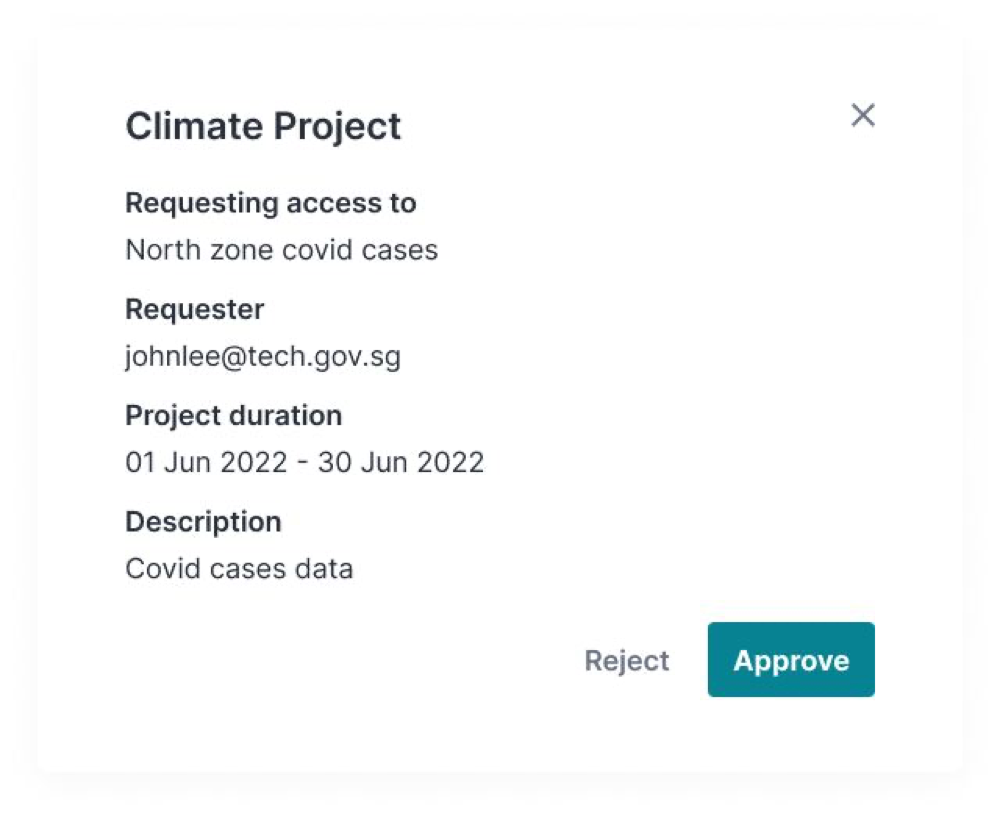 Climate Project
Requesting access to
North zone covid cases
Requester
johnlee@tech.gov.sg
Project duration
01 Jun 2022 - 30 Jun 2022
Description
Covid cases data
Reject Approve